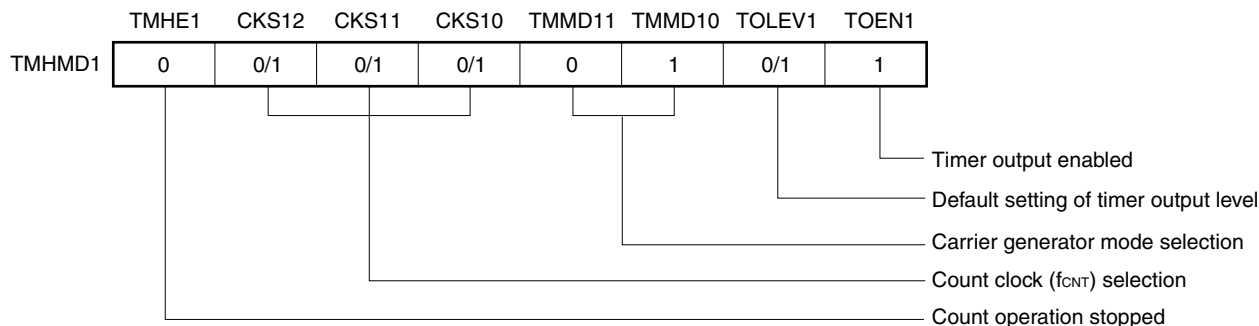 TMHE1 CKS12 CKS11 CKS10 TMMD11 TMMD10 TOLEV1 TOEN1
TMHMD1 0 0/1 0/1 0/1 0 1 0/1 1
Timer output enabled
Default setting of timer output level
Carrier generator mode selection
Count clock (fCNT) selection
Count operation stopped